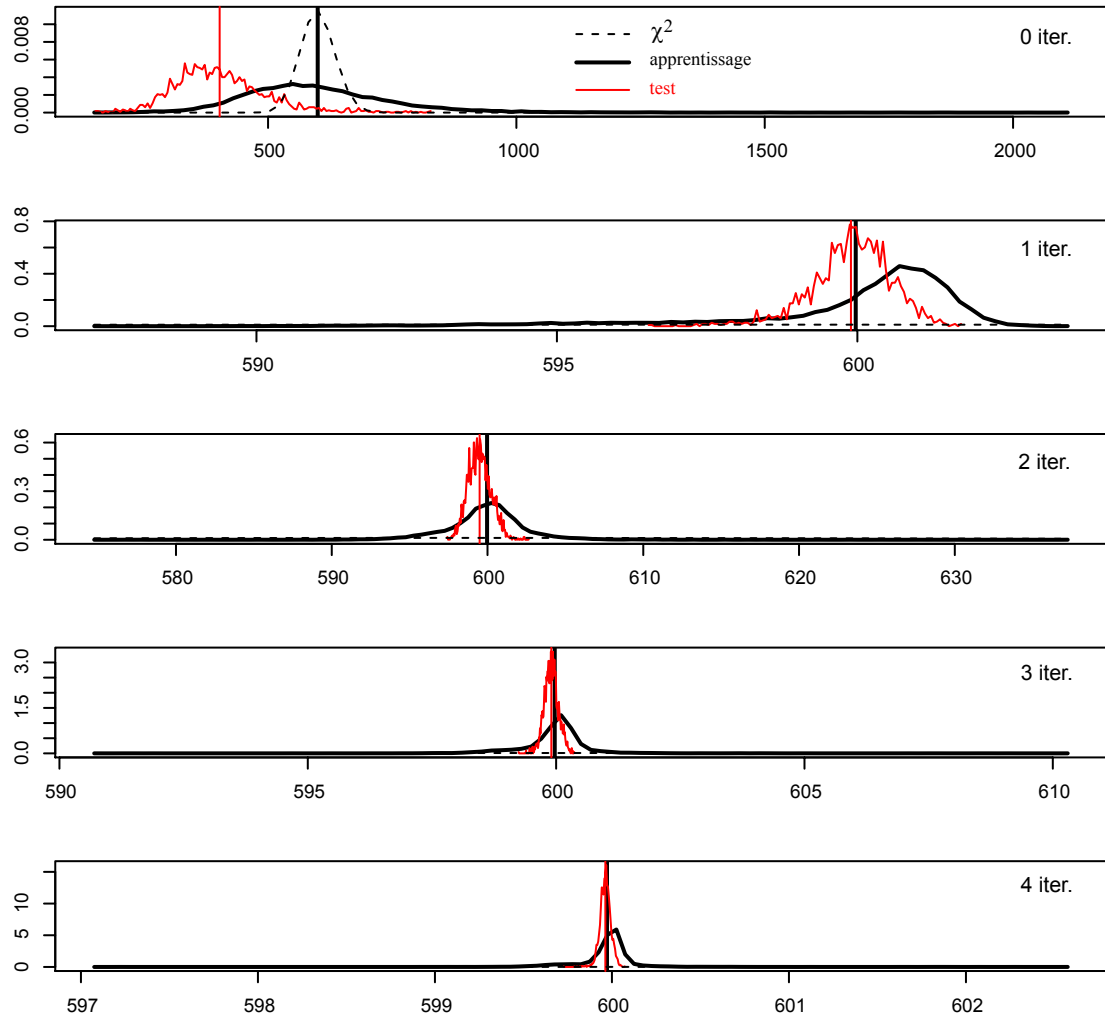 0.000 0.008
χ²
apprentissage
test
0 iter.
500 1000 1500 2000
0.0 0.4 0.8
1 iter.
590 595 600
0.0 0.3 0.6
2 iter.
580 590 600 610 620 630
0.0 1.5 3.0
3 iter.
590 595 600 605 610
0 5 10
4 iter.
597 598 599 600 601 602